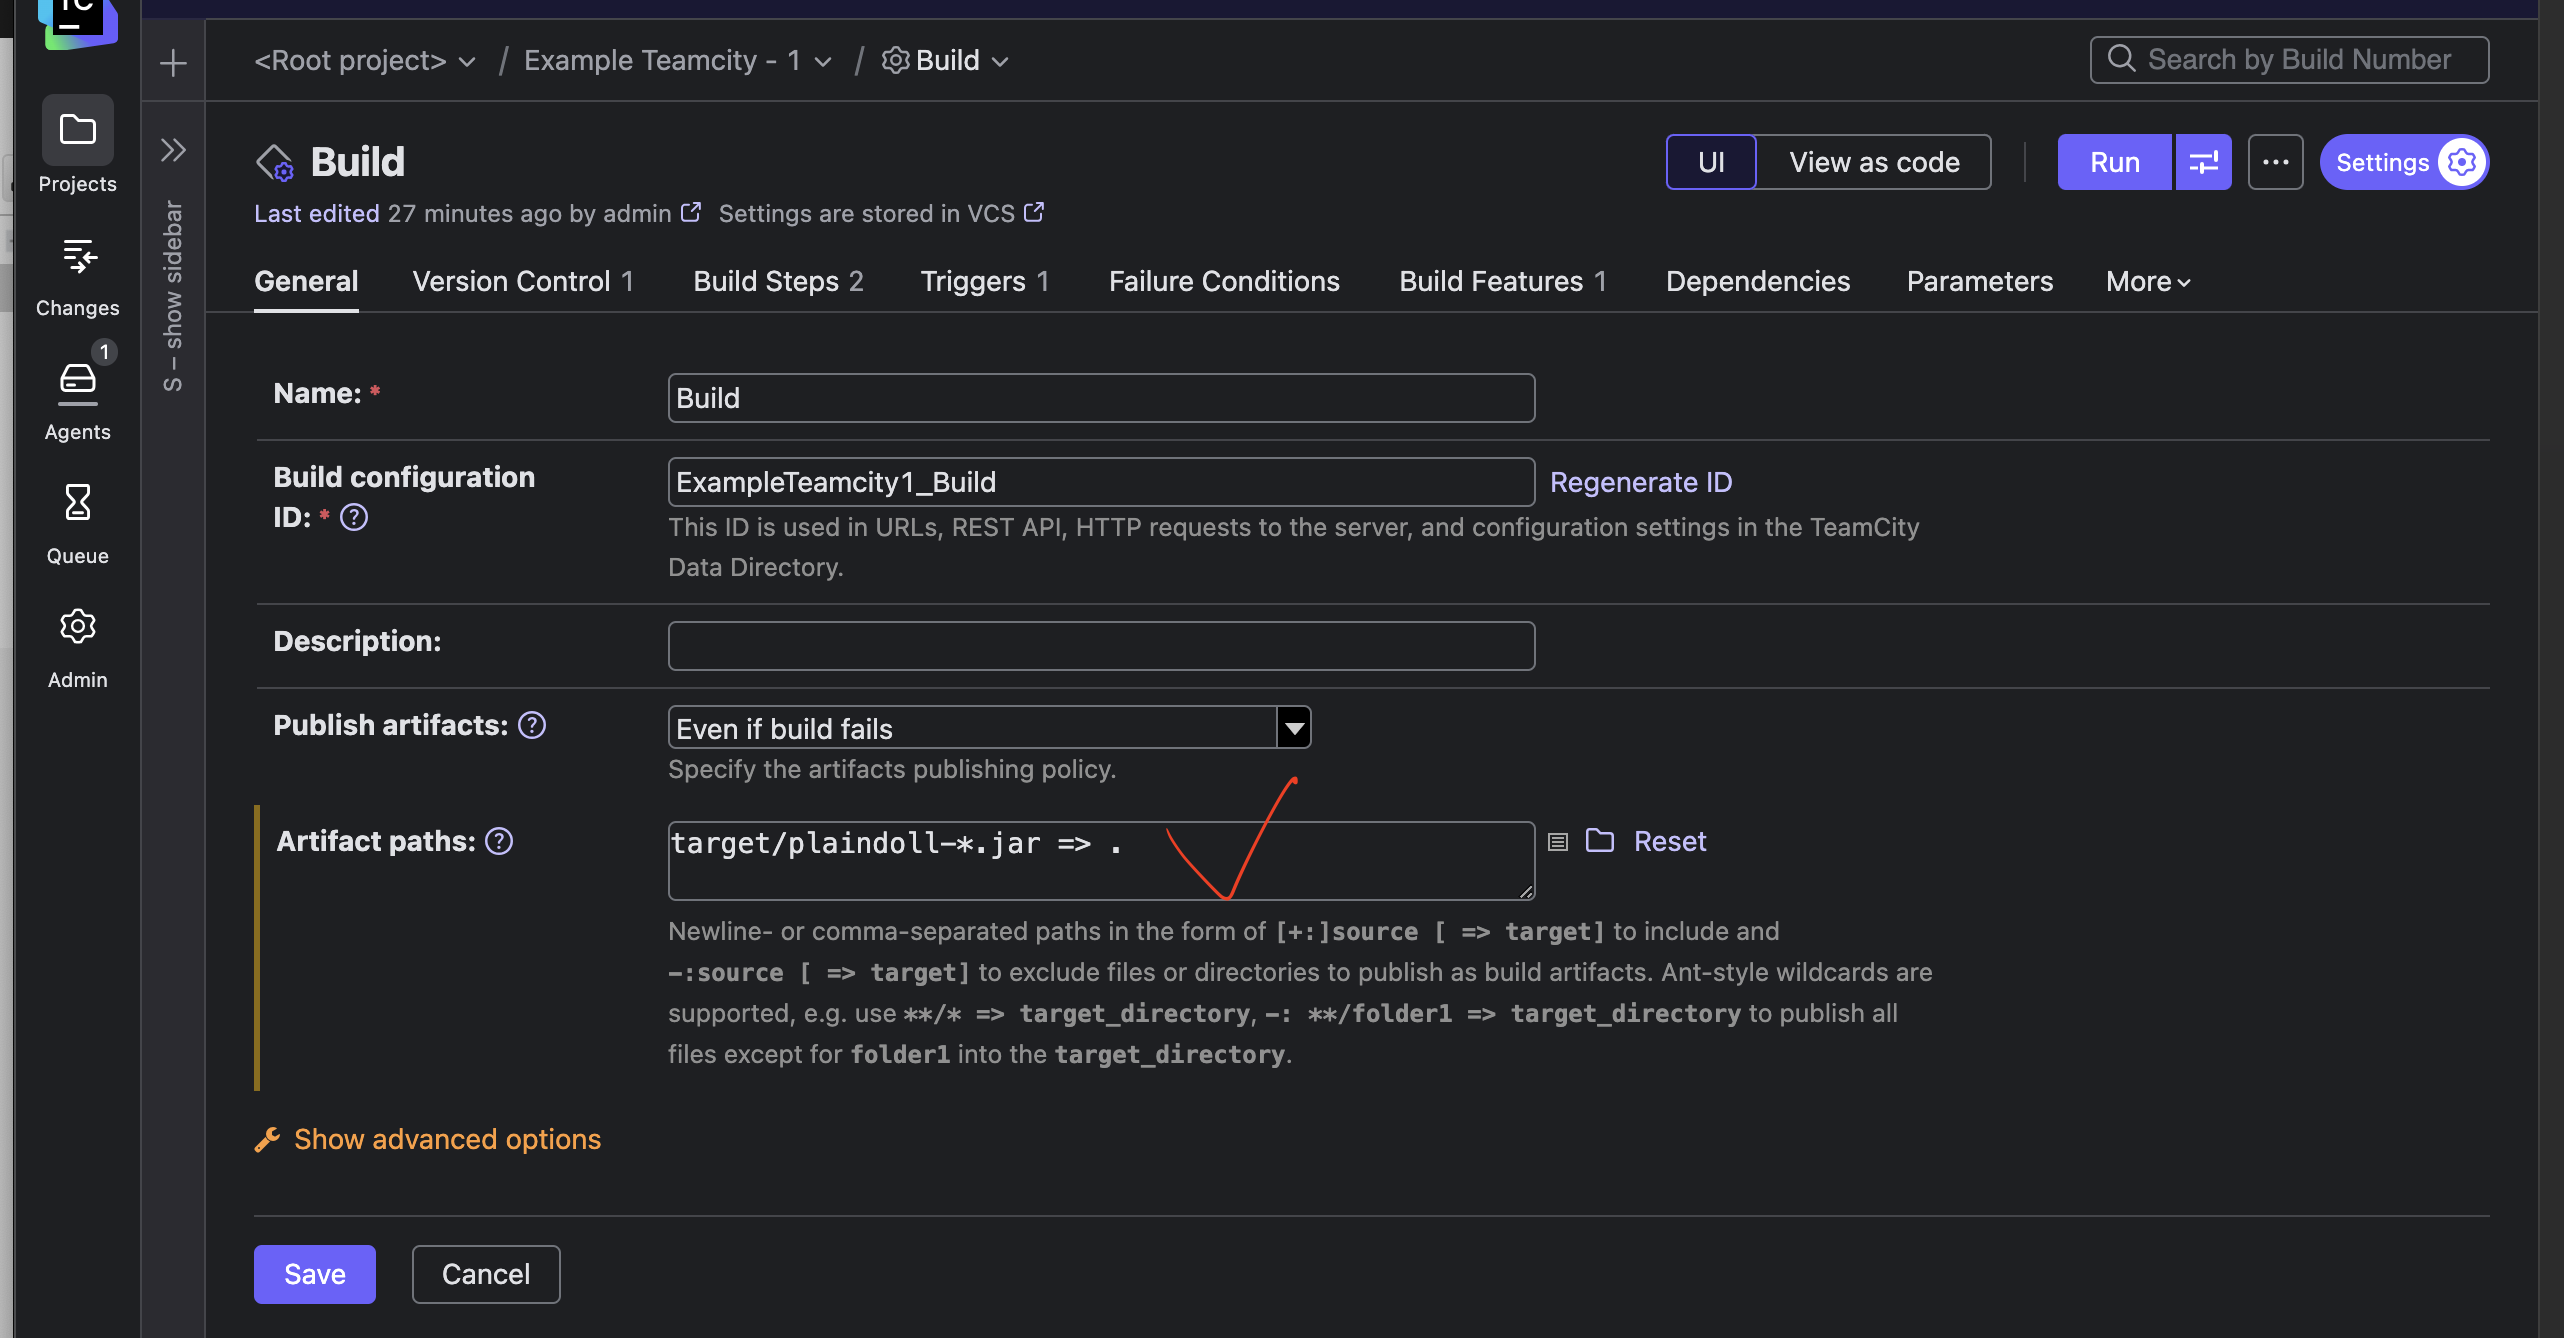 TC
<Root project> / Example Teamcity - 1 / Build
Search by Build Number
Projects
Changes
1
Agents
Queue
Admin
S – show sidebar
Build
UI View as code Run Settings
Last edited 27 minutes ago by admin Settings are stored in VCS
General Version Control 1 Build Steps 2 Triggers 1 Failure Conditions Build Features 1 Dependencies Parameters More
Name: *
Build
Build configuration
ID: * ?
ExampleTeamcity1_Build
Regenerate ID
This ID is used in URLs, REST API, HTTP requests to the server, and configuration settings in the TeamCity
Data Directory.
Description:
Publish artifacts: ?
Even if build fails
Specify the artifacts publishing policy.
Artifact paths: ?
target/plaindoll-*.jar => .
Reset
Newline- or comma-separated paths in the form of [+:]source [ => target] to include and
-:source [ => target] to exclude files or directories to publish as build artifacts. Ant-style wildcards are
supported, e.g. use **/* => target_directory, -: **/folder1 => target_directory to publish all
files except for folder1 into the target_directory.
Show advanced options
Save Cancel